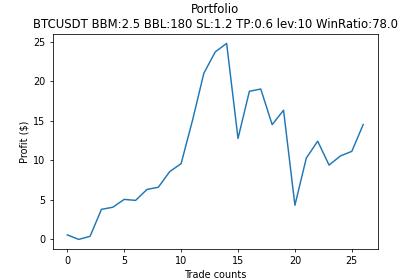 Portfolio
BTCUSDT BBM:2.5 BBL:180 SL:1.2 TP:0.6 lev:10 WinRatio:78.0
25
20
15
10
5
0
Profit ($)
0 5 10 15 20 25
Trade counts